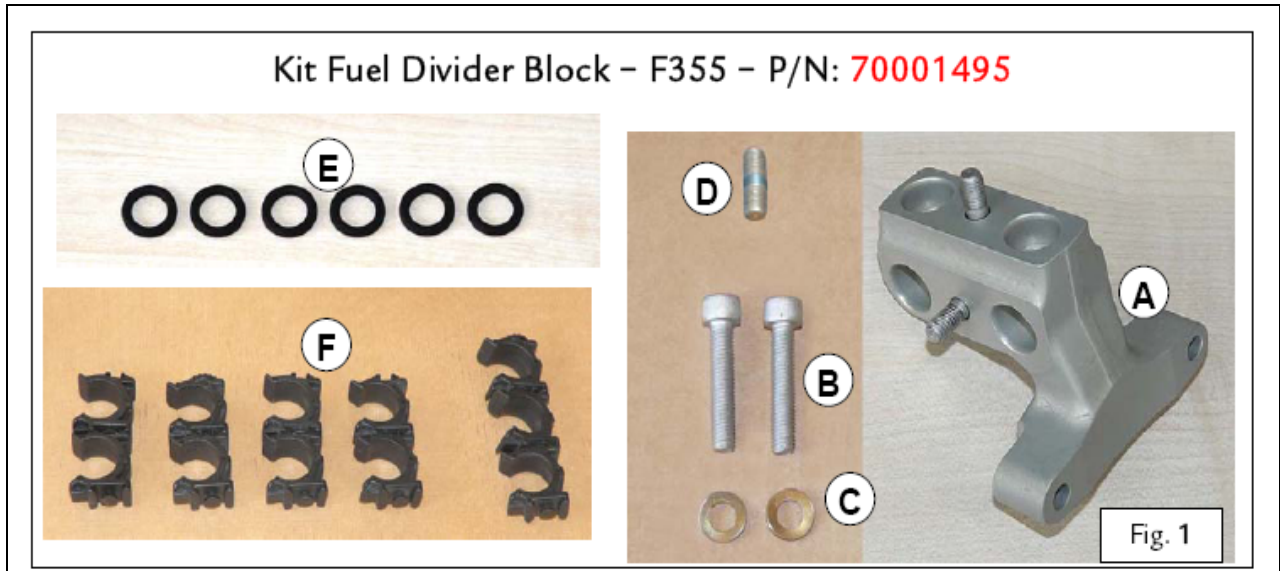 Kit Fuel Divider Block – F355 – P/N: 70001495
E
D
A
F
B
C
Fig. 1